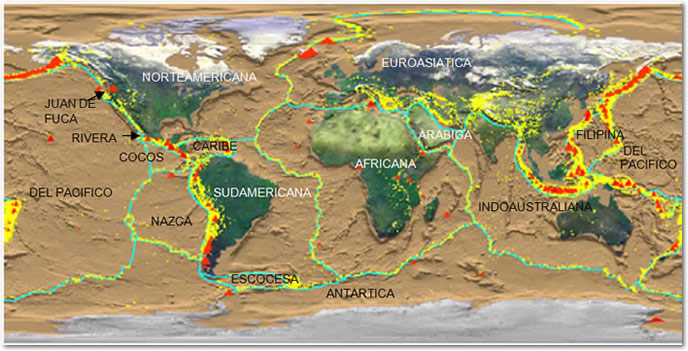 NORTEAMERICANA
EUROASIATICA
JUAN DE
FUCA
RIVERA
CARIBE
COCOS
ARABIGA
FILIPINA
DEL
PACIFICO
AFRICANA
DEL PACIFICO
SUDAMERICANA
INDOAUSTRALIANA
NAZCA
ESCOCESA
ANTÁRTICA